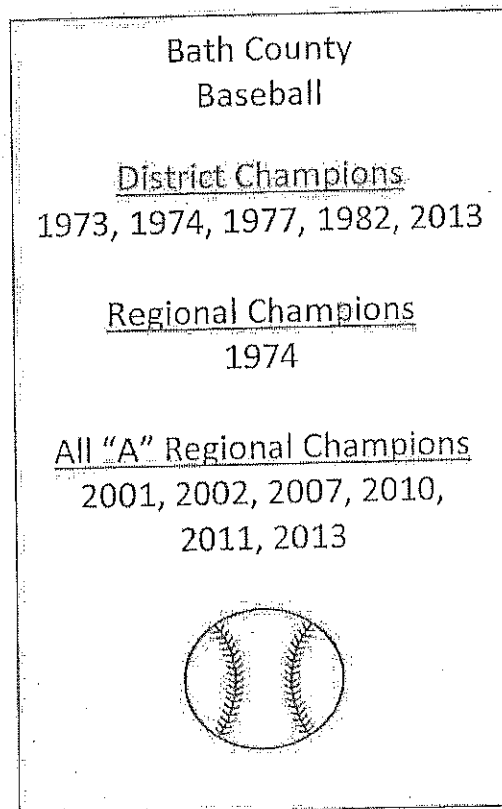 Bath County
Baseball
District Champions
1973, 1974, 1977, 1982, 2013
Regional Champions
1974
All "A" Regional Champions
2001, 2002, 2007, 2010,
2011, 2013